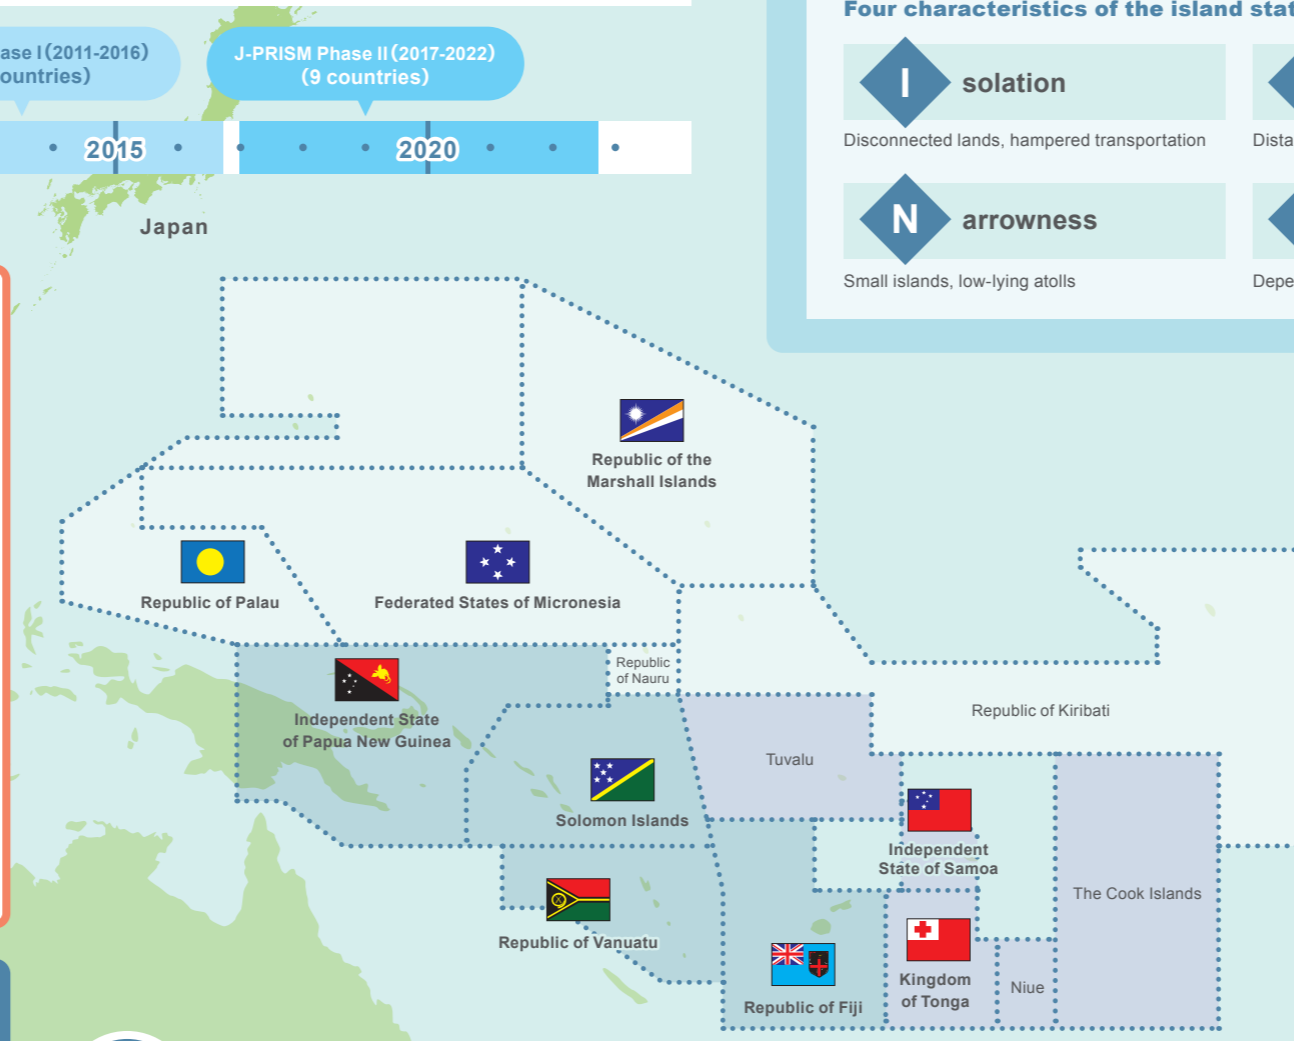 Four characteristics of the island stat
ase I (2011-2016)
ountries)
J-PRISM Phase II (2017-2022)
(9 countries)
2015
2020
I solation
Disconnected lands, hampered transportation
Dista
N arrowness
Small islands, low-lying atolls
Depe
Japan
Republic of the
Marshall Islands
Republic of Palau
Federated States of Micronesia
Republic
of Nauru
Independent State
of Papua New Guinea
Republic of Kiribati
Tuvalu
Solomon Islands
Independent
State of Samoa
The Cook Islands
Republic of Vanuatu
Kingdom
of Tonga
Niue
Republic of Fiji